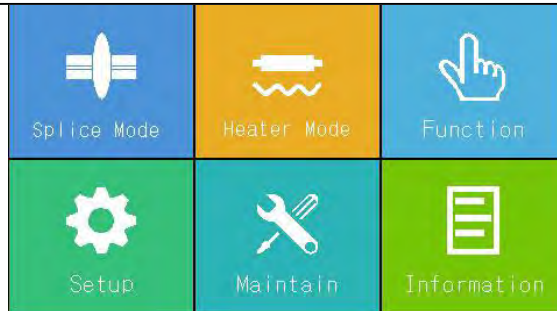 Splice Mode
Heater Mode
Function
Setup
Maintain
Information